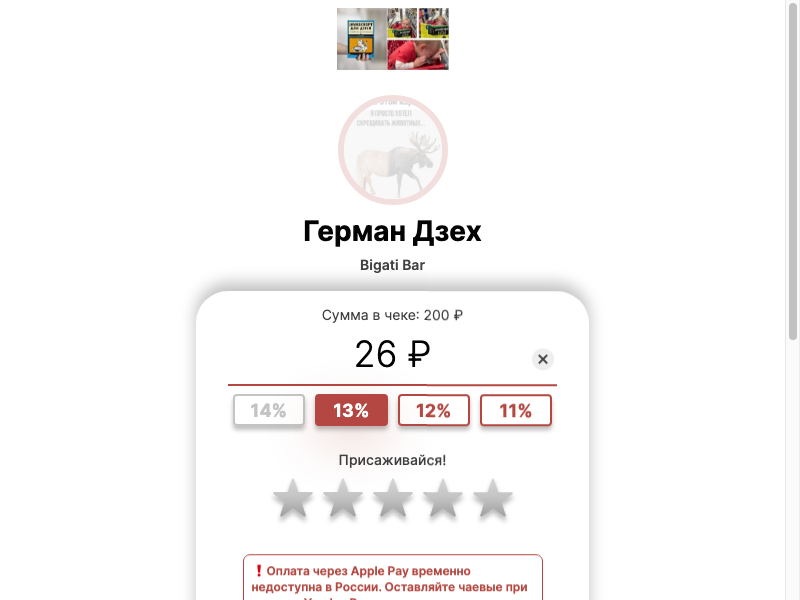 Герман Дзех
Bigati Bar
Сумма в чеке: 200 ₽
26 ₽
14% 13% 12% 11%
Присаживайся!
❗ Оплата через Apple Pay временно
недоступна в России. Оставляйте чаевые при